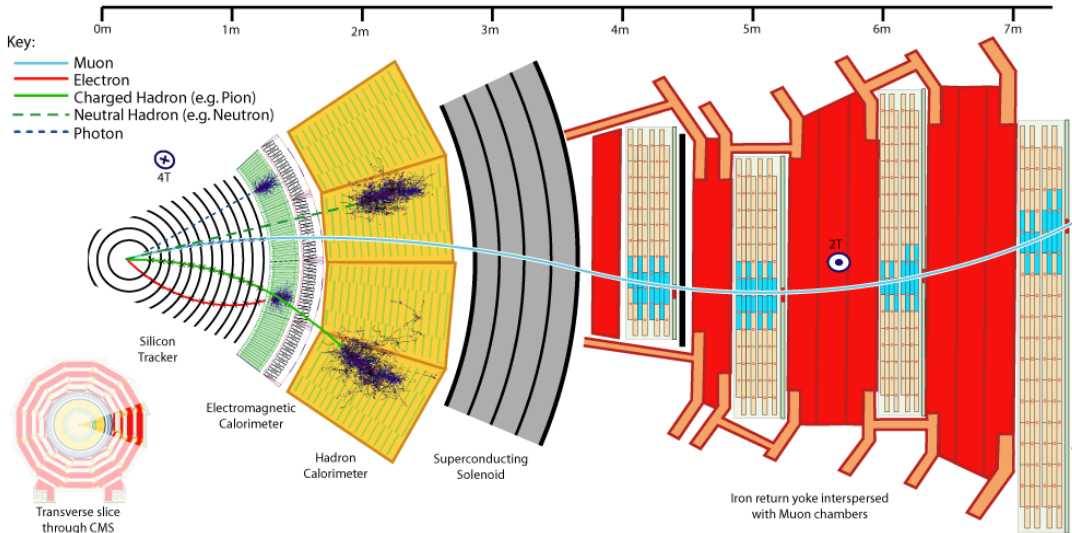 0m 1m 2m 3m 4m 5m 6m 7m
Key:
Muon
Electron
Charged Hadron (e.g. Pion)
Neutral Hadron (e.g. Neutron)
Photon
4T
2T
Silicon
Tracker
Electromagnetic
Calorimeter
Hadron
Calorimeter
Superconducting
Solenoid
Iron return yoke interspersed
with Muon chambers
Transverse slice
through CMS